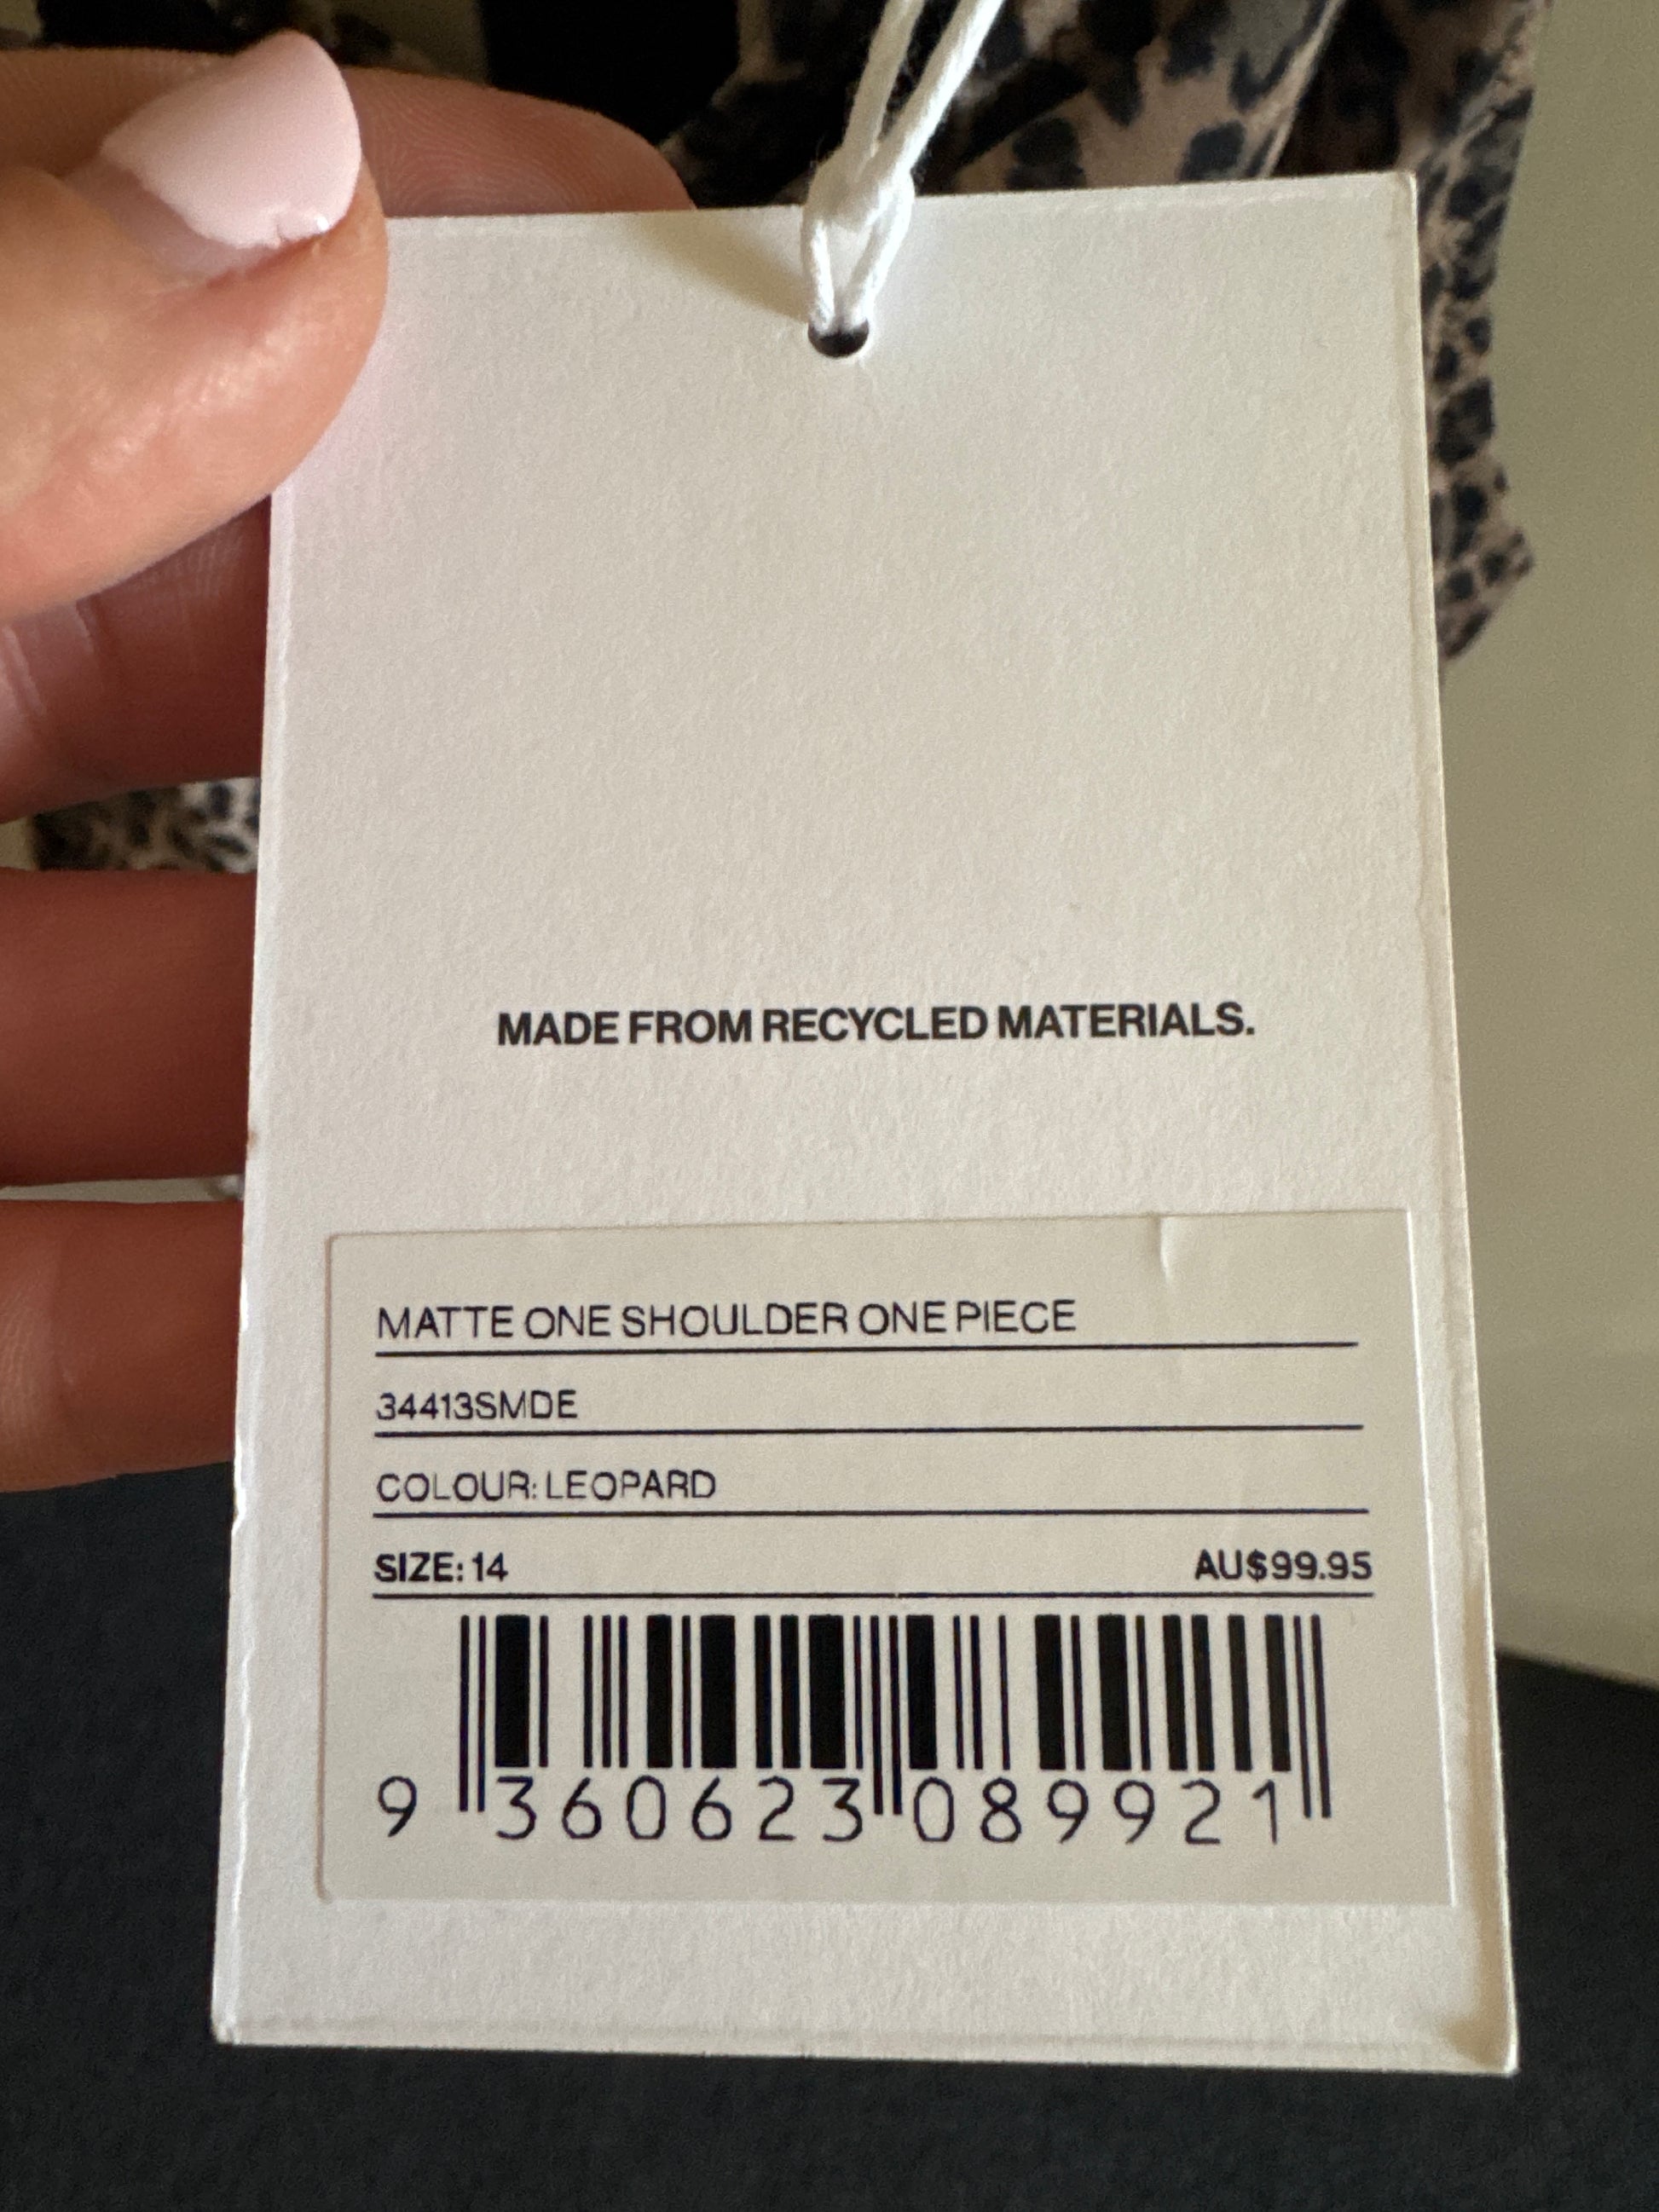 MADE FROM RECYCLED MATERIALS.
MATTE ONE SHOULDER ONE PIECE
34413SMDE
COLOUR: LEOPARD
SIZE: 14 AU$99.95
9 360623 089921